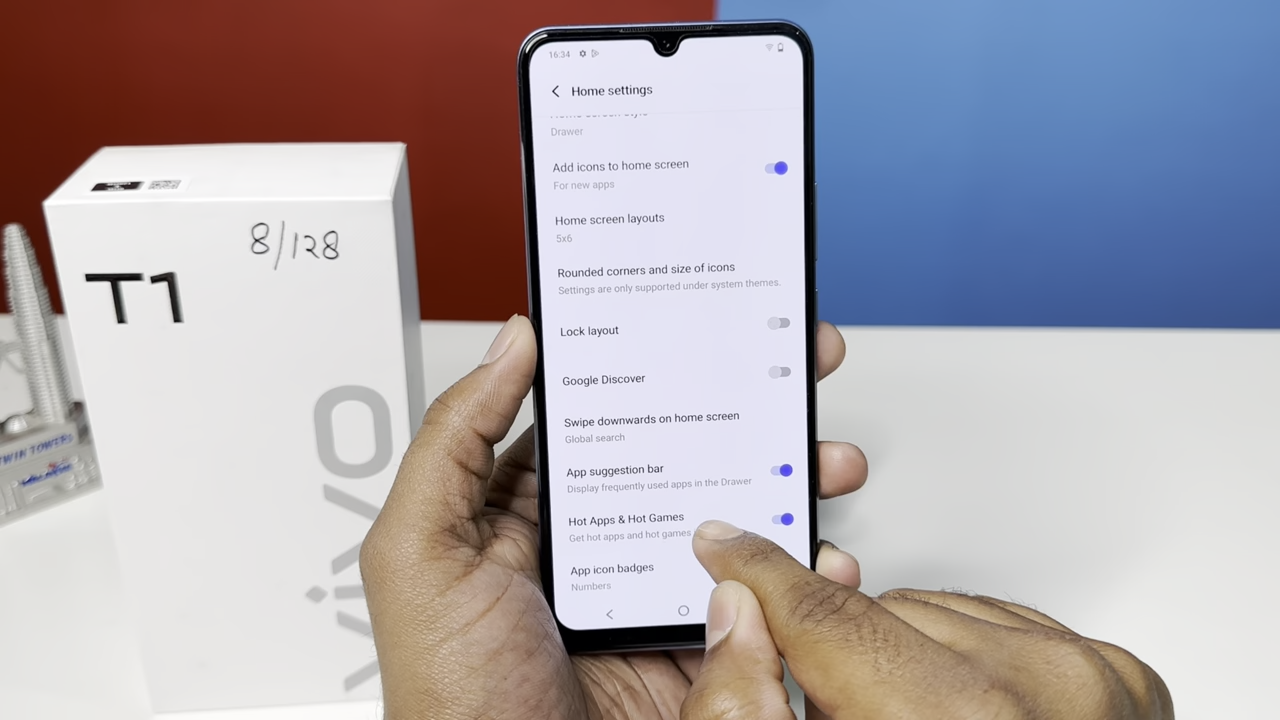 16:34
Home settings
Home screen style
Drawer
Add icons to home screen
For new apps
Home screen layouts
5x6
Rounded corners and size of icons
Settings are only supported under system themes.
Lock layout
Google Discover
Swipe downwards on home screen
Global search
App suggestion bar
Display frequently used apps in the Drawer
Hot Apps & Hot Games
Get hot apps and hot games
App icon badges
Numbers
8/128
T1
vivo
TWIN TOWERS